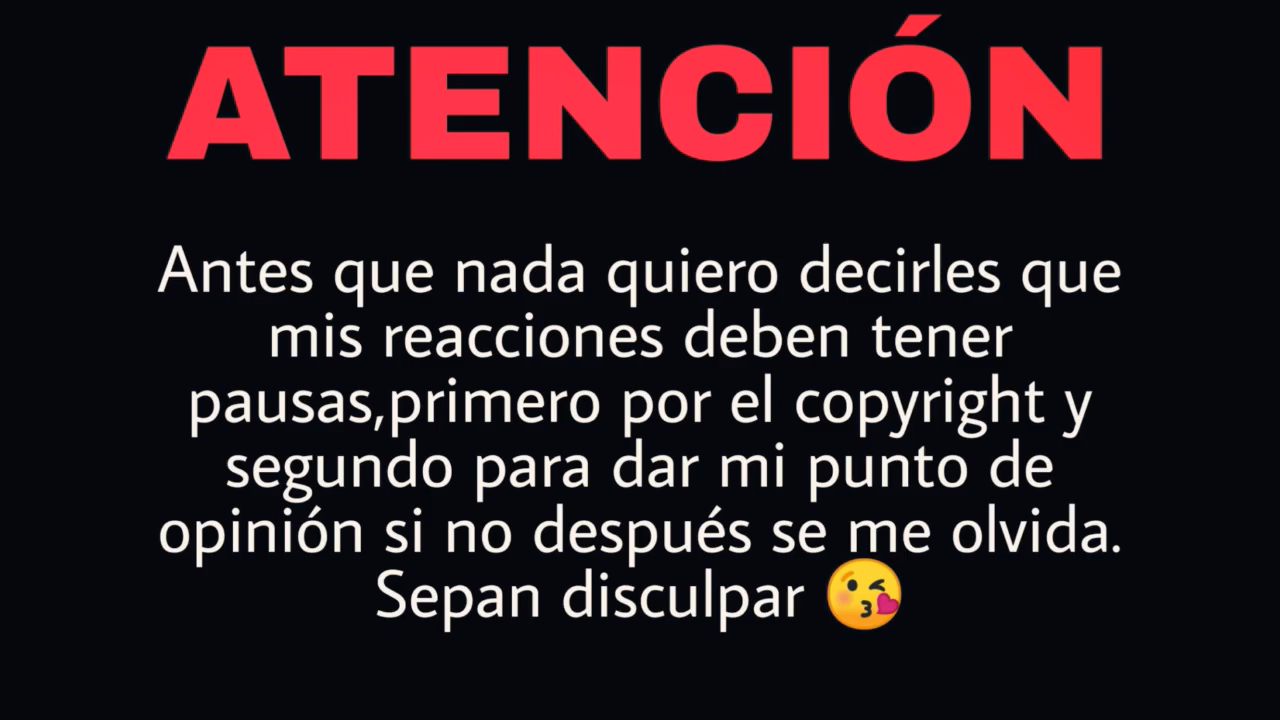 ATENCIÓN
Antes que nada quiero decirles que
mis reacciones deben tener
pausas,primero por el copyright y
segundo para dar mi punto de
opinión si no después se me olvida.
Sepan disculpar 😘